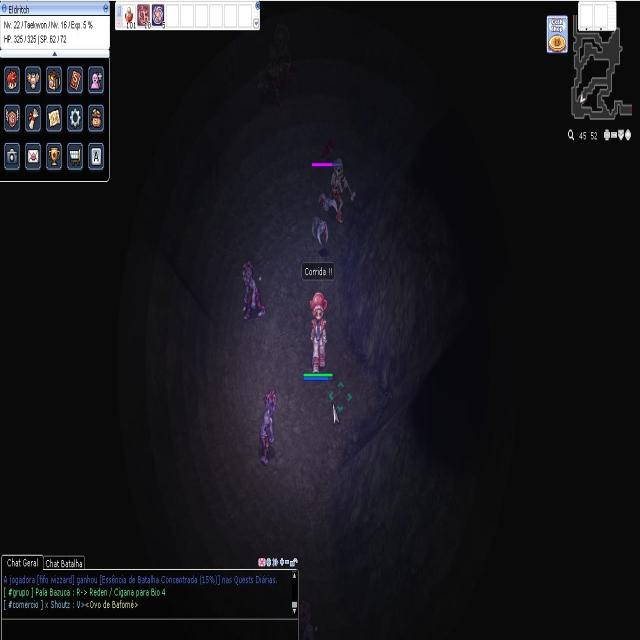 Eldritch
Nv. 22 / Taekwon / Nv. 16 / Exp. 5 %
HP. 325 / 325 | SP. 62 / 72
101
45 52
Corrida !!
Chat Geral Chat Batalha
A jogadora [fifo wizzard] ganhou [Essência de Batalha Concentrada (15%)] nas Quests Diárias.
[ #grupo ] Pala Bazuca : R-> Reden / Cigana para Bio 4
[ #comercio ] x Shoutz : V><Ovo de Bafomé>